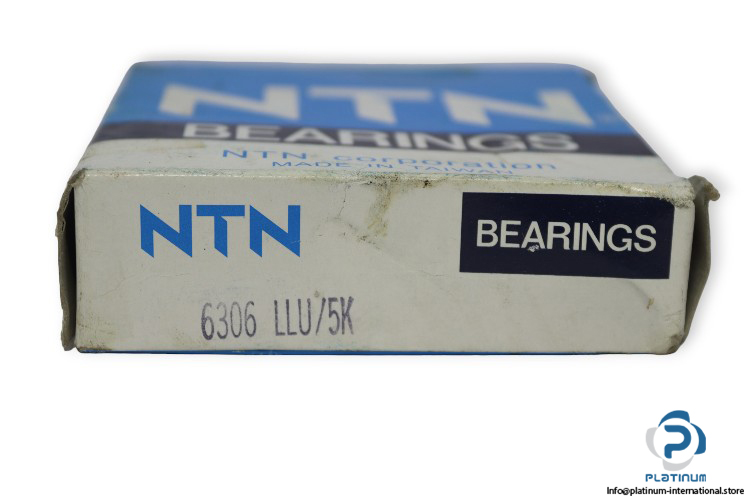 NTN
BEARINGS
NTN corporation
MADE IN TAIWAN
NTN
BEARINGS
6306 LLU/5K
PLATINUM
Info@platinum-international.store